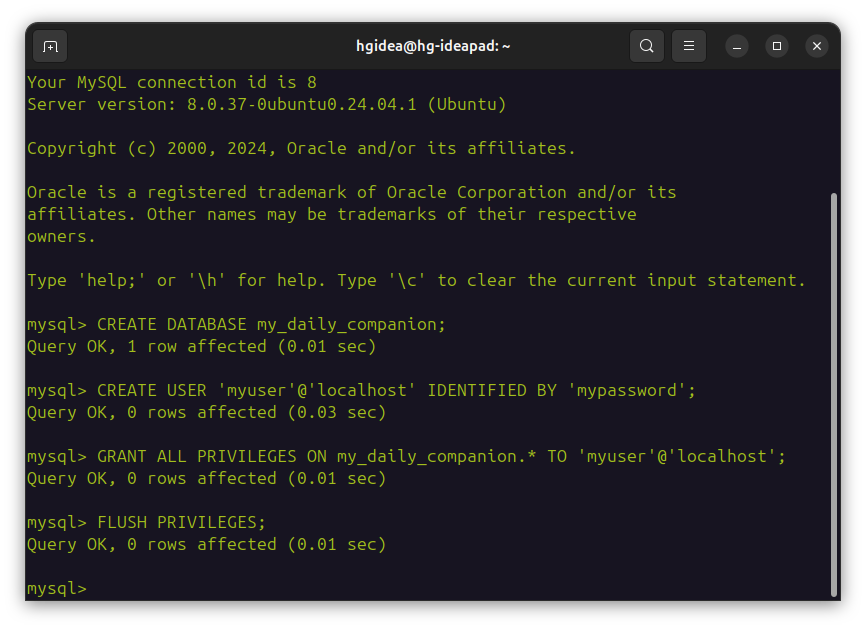 hgidea@hg-ideapad: ~
Your MySQL connection id is 8
Server version: 8.0.37-0ubuntu0.24.04.1 (Ubuntu)
Copyright (c) 2000, 2024, Oracle and/or its affiliates.
Oracle is a registered trademark of Oracle Corporation and/or its
affiliates. Other names may be trademarks of their respective
owners.
Type 'help;' or '\h' for help. Type '\c' to clear the current input statement.
mysql> CREATE DATABASE my_daily_companion;
Query OK, 1 row affected (0.01 sec)
mysql> CREATE USER 'myuser'@'localhost' IDENTIFIED BY 'mypassword';
Query OK, 0 rows affected (0.03 sec)
mysql> GRANT ALL PRIVILEGES ON my_daily_companion.* TO 'myuser'@'localhost';
Query OK, 0 rows affected (0.01 sec)
mysql> FLUSH PRIVILEGES;
Query OK, 0 rows affected (0.01 sec)
mysql>